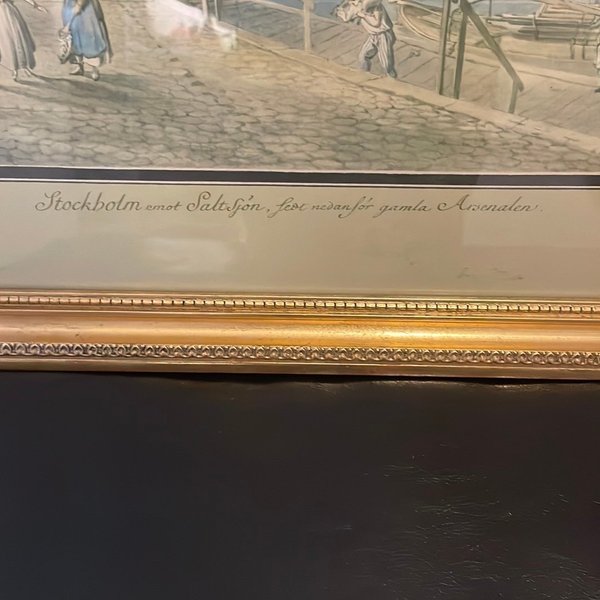 Stockholm emot Saltsjön, sedt nedanför gamla Arsenalen.